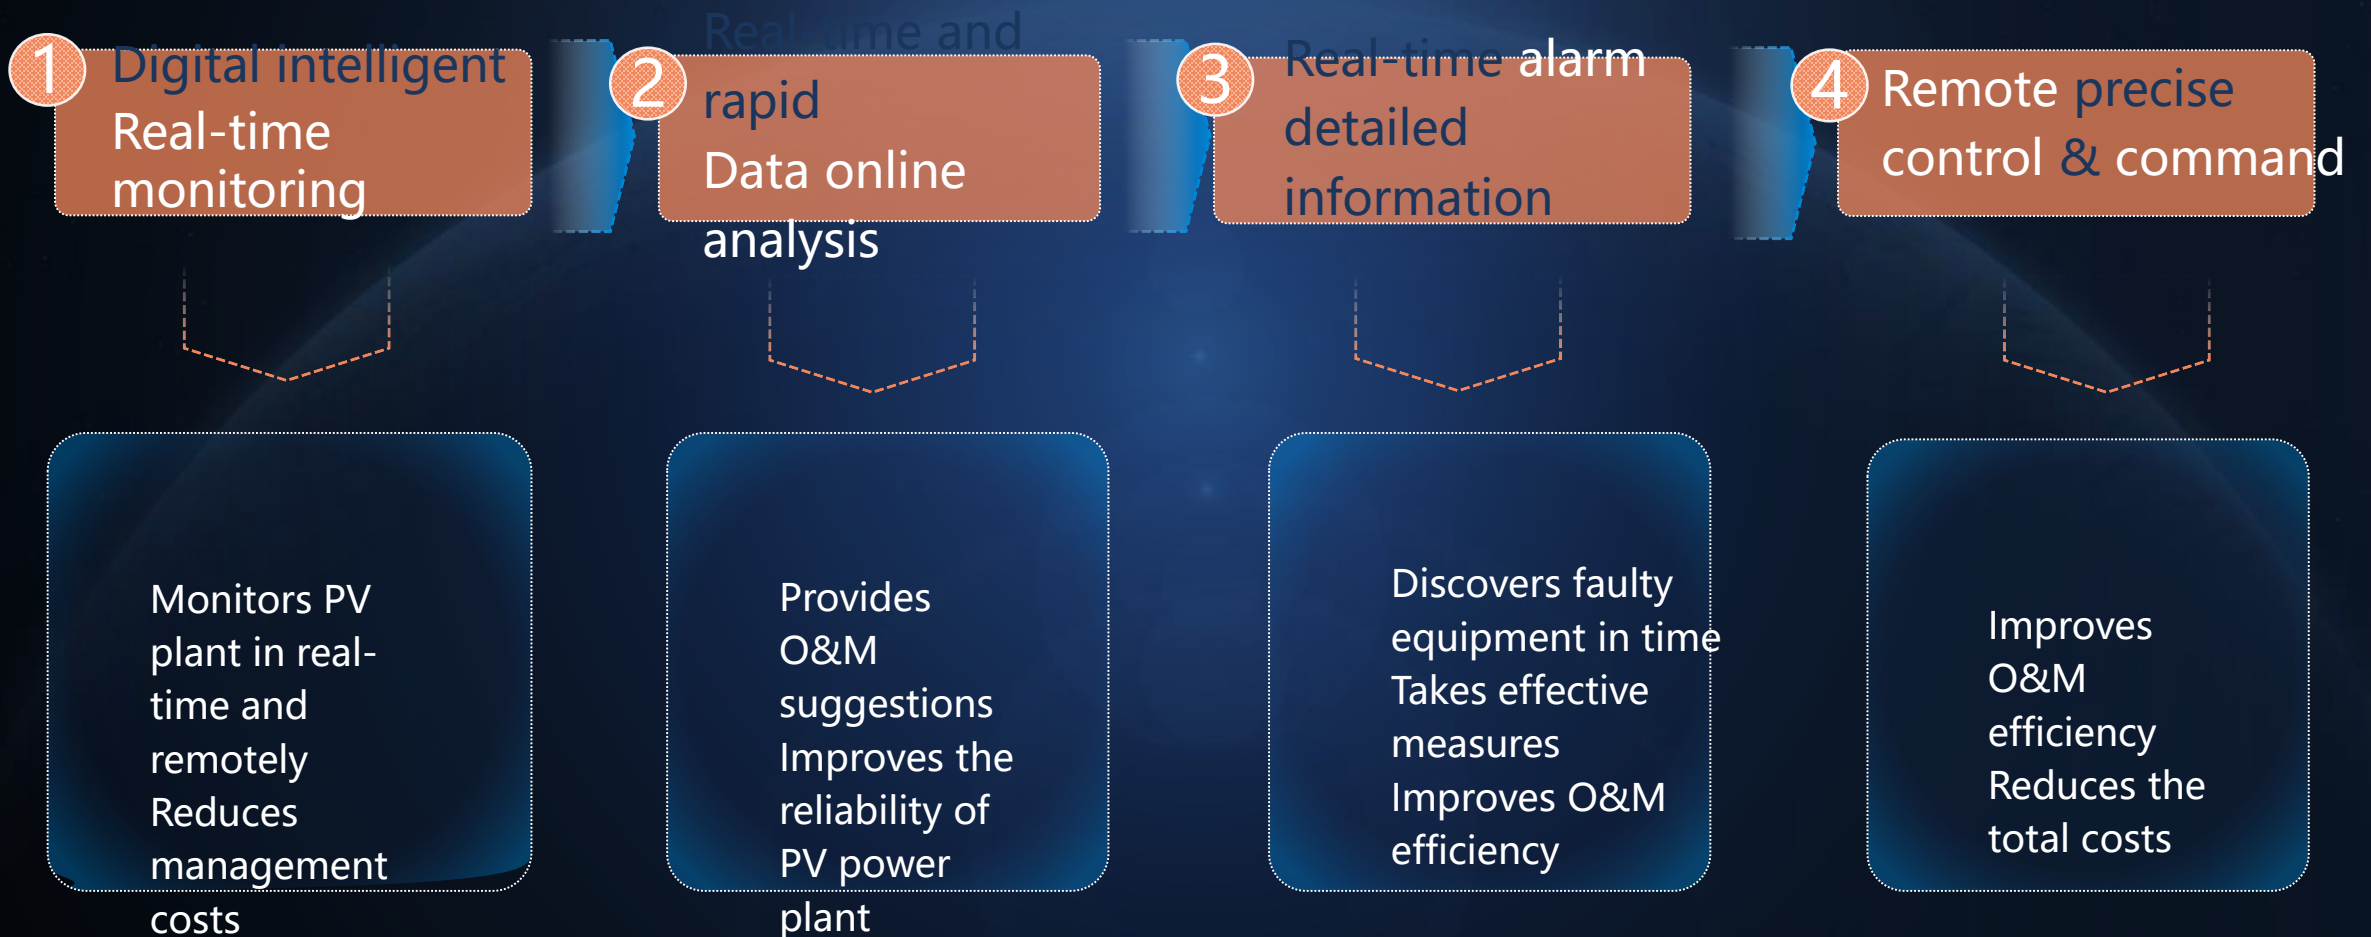 1
Digital intelligent
Real-time
monitoring
2
Real-time and
rapid
Data online
analysis
3
Real-time alarm
detailed
information
4
Remote precise
control & command
Monitors PV
plant in real-
time and
remotely
Reduces
management
costs
Provides
O&M
suggestions
Improves the
reliability of
PV power
plant
Discovers faulty
equipment in time
Takes effective
measures
Improves O&M
efficiency
Improves
O&M
efficiency
Reduces the
total costs